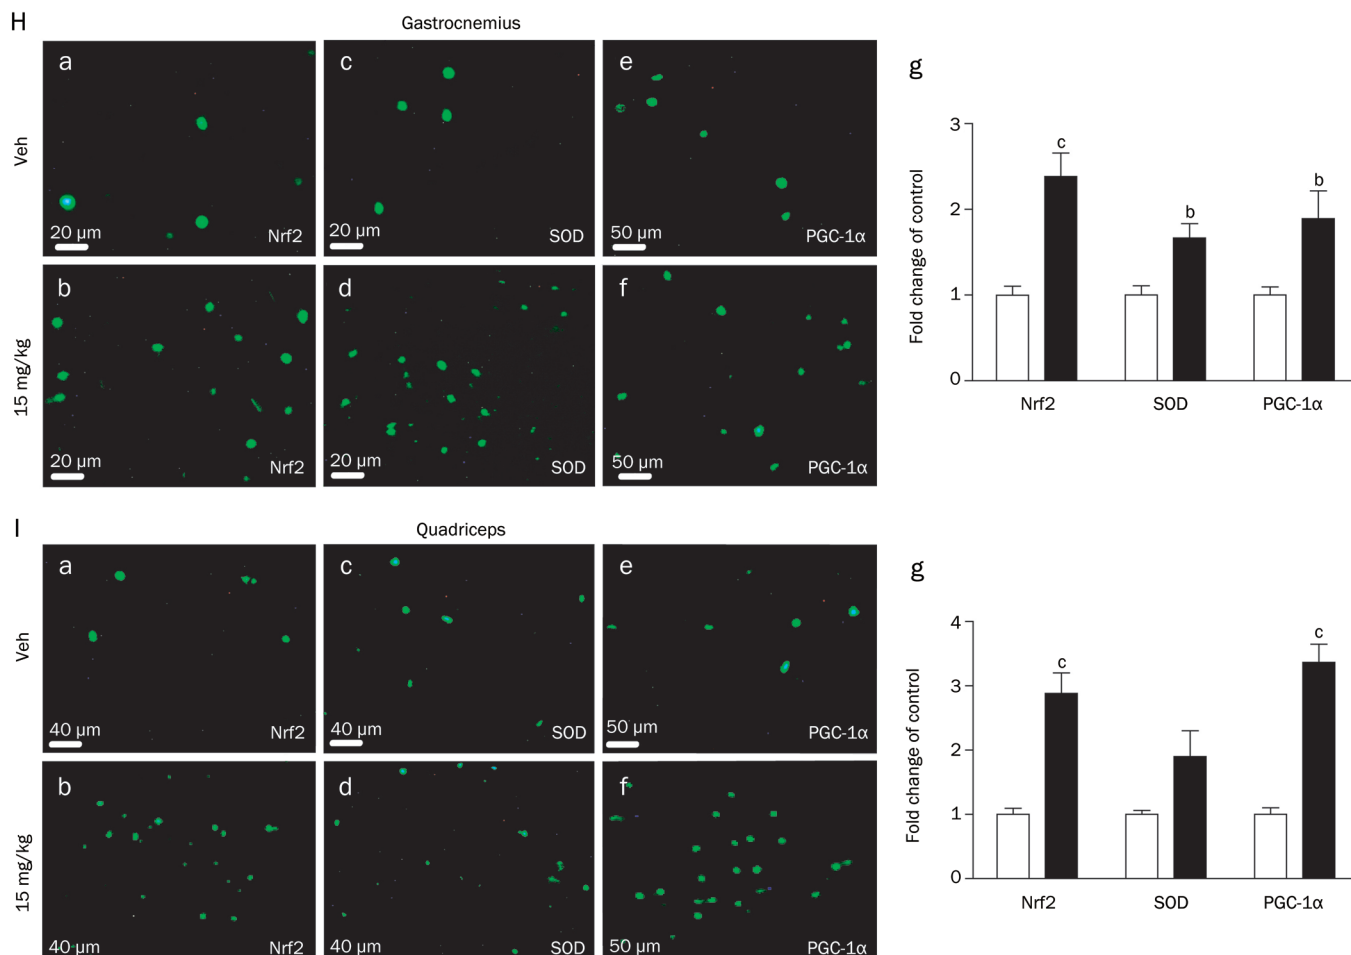 H
Gastrocnemius
Veh
a
20 µm
Nrf2
c
20 µm
SOD
e
50 µm
PGC-1α
15 mg/kg
b
20 µm
Nrf2
d
20 µm
SOD
f
50 µm
PGC-1α
g
Fold change of control
3
2
1
0
c
b
b
Nrf2
SOD
PGC-1α
I
Quadriceps
Veh
a
40 µm
Nrf2
c
40 µm
SOD
e
50 µm
PGC-1α
15 mg/kg
b
40 µm
Nrf2
d
40 µm
SOD
f
50 µm
PGC-1α
g
Fold change of control
4
3
2
1
0
c
c
Nrf2
SOD
PGC-1α